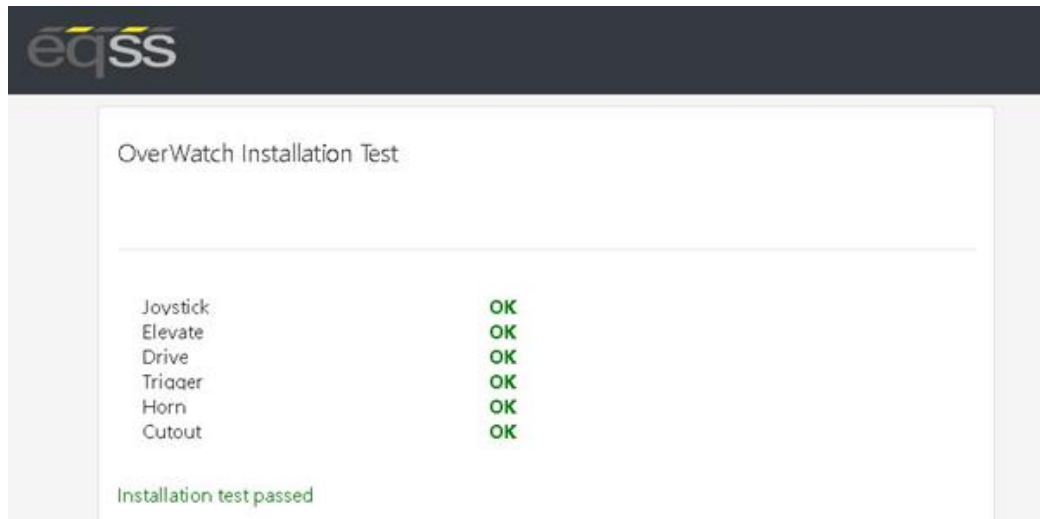 eqss
OverWatch Installation Test
Joystick OK
Elevate OK
Drive OK
Trigger OK
Horn OK
Cutout OK
Installation test passed